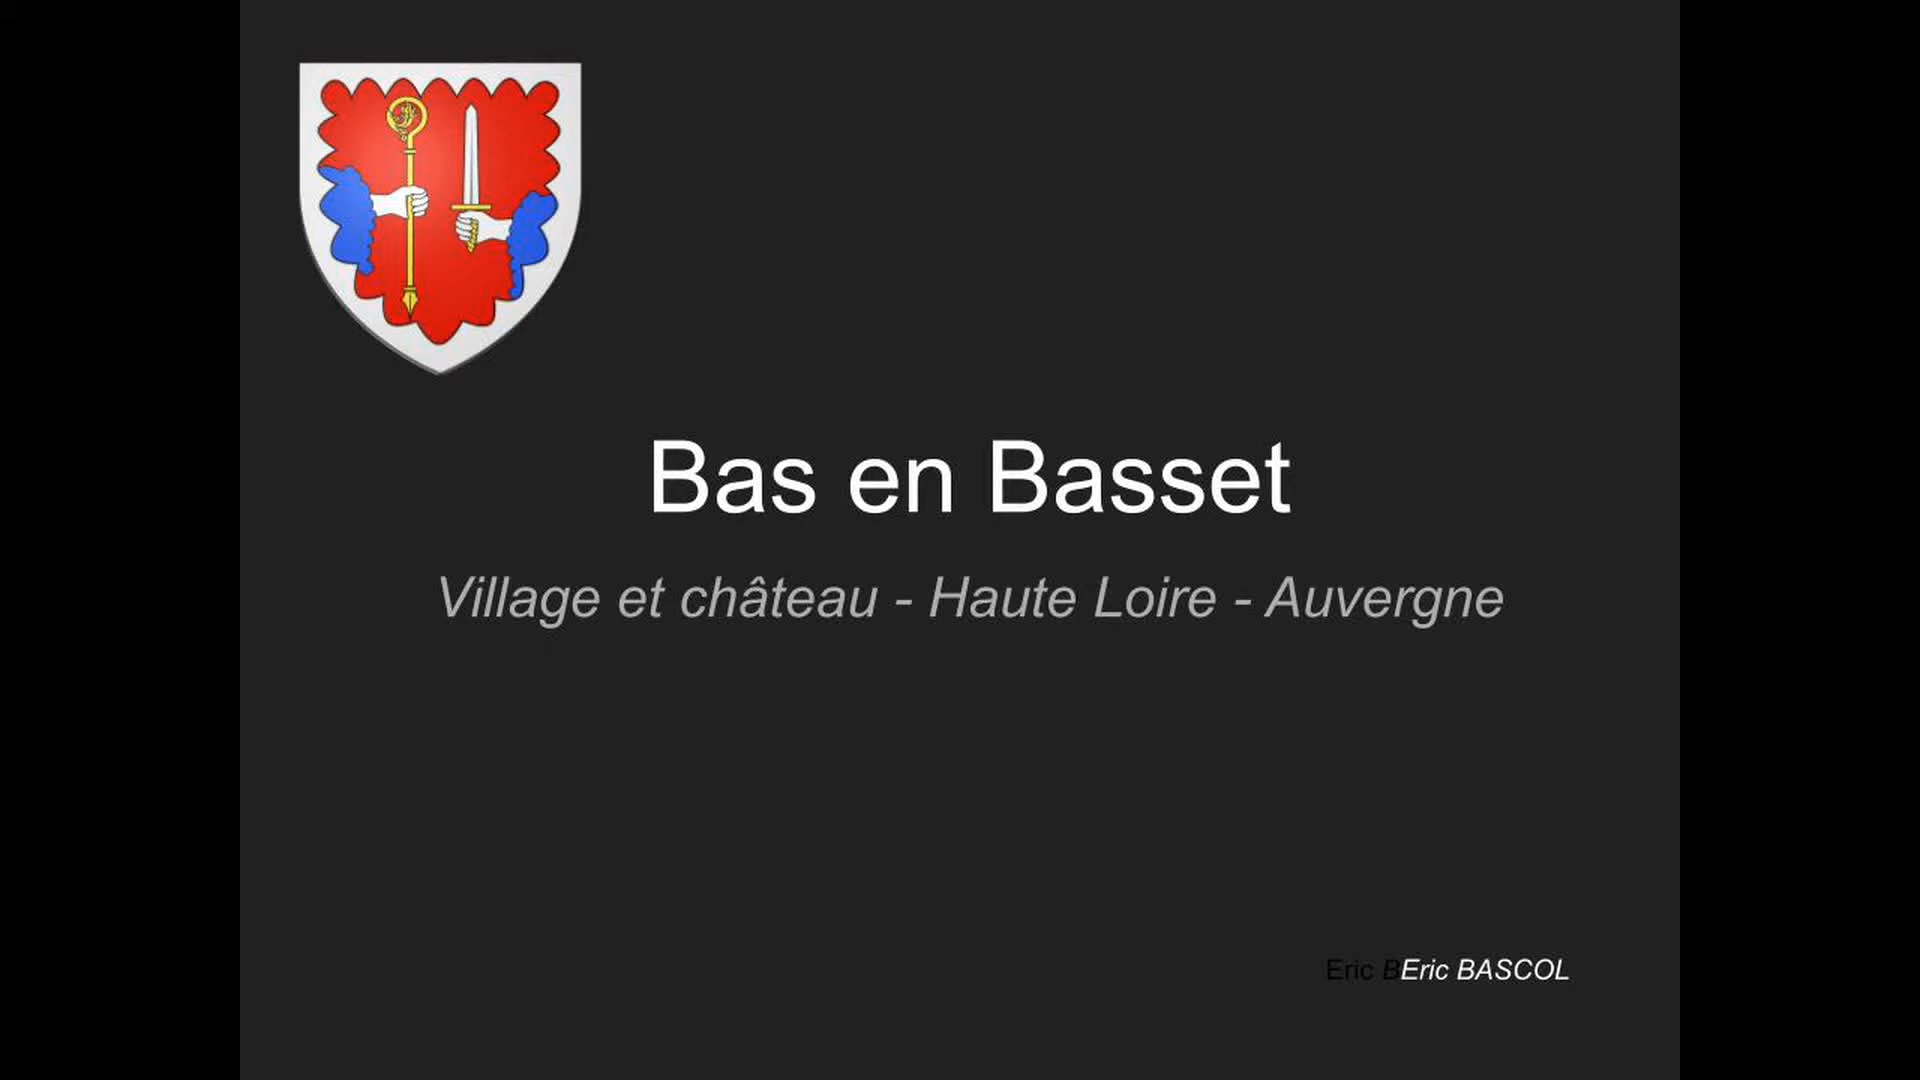 Bas en Basset
Village et château - Haute Loire - Auvergne
Eric BEric BASCOL